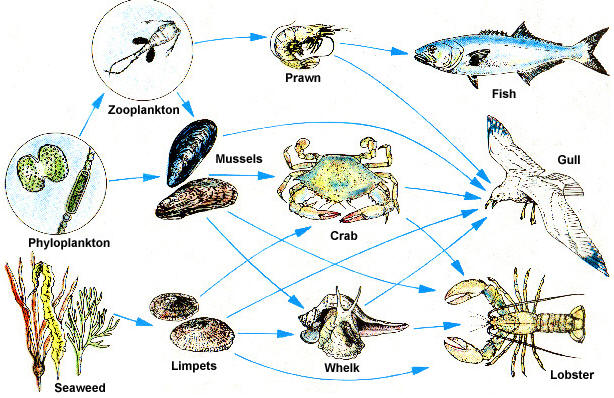 Prawn
Fish
Zooplankton
Mussels
Gull
Phyloplankton
Crab
Limpets
Whelk
Lobster
Seaweed